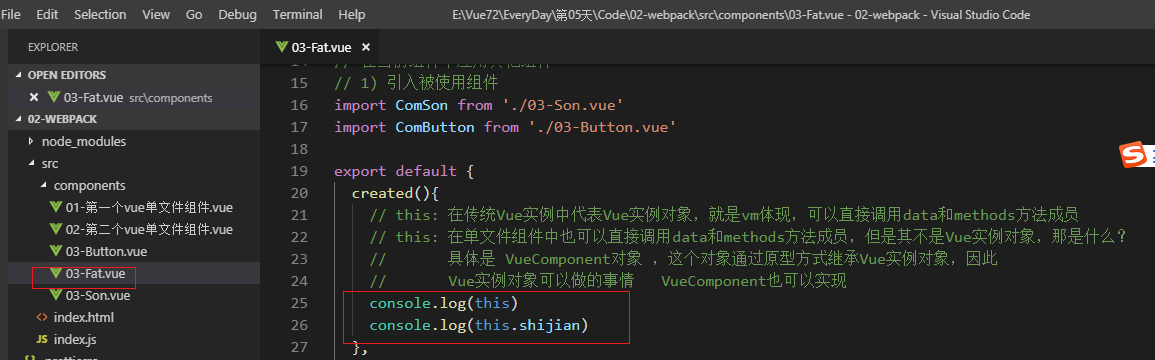 File Edit Selection View Go Debug Terminal Help E:\Vue72\EveryDay\第05天\Code\02-webpack\src\components\03-Fat.vue - 02-webpack - Visual Studio Code
EXPLORER
OPEN EDITORS
03-Fat.vue src\components
02-WEBPACK
node_modules
src
components
01-第一个vue单文件组件.vue
02-第二个vue单文件组件.vue
03-Button.vue
03-Fat.vue
03-Son.vue
index.html
JS index.js
03-Fat.vue
15 // 1) 引入被使用组件
16 import ComSon from './03-Son.vue'
17 import ComButton from './03-Button.vue'
18
19 export default {
20 created(){
21 // this: 在传统Vue实例中代表Vue实例对象，就是vm体现，可以直接调用data和methods方法成员
22 // this: 在单文件组件中也可以直接调用data和methods方法成员，但是其不是Vue实例对象，那是什么？
23 // 具体是 VueComponent对象 ，这个对象通过原型方式继承Vue实例对象，因此
24 // Vue实例对象可以做的事情 VueComponent也可以实现
25 console.log(this)
26 console.log(this.shijian)
27 },